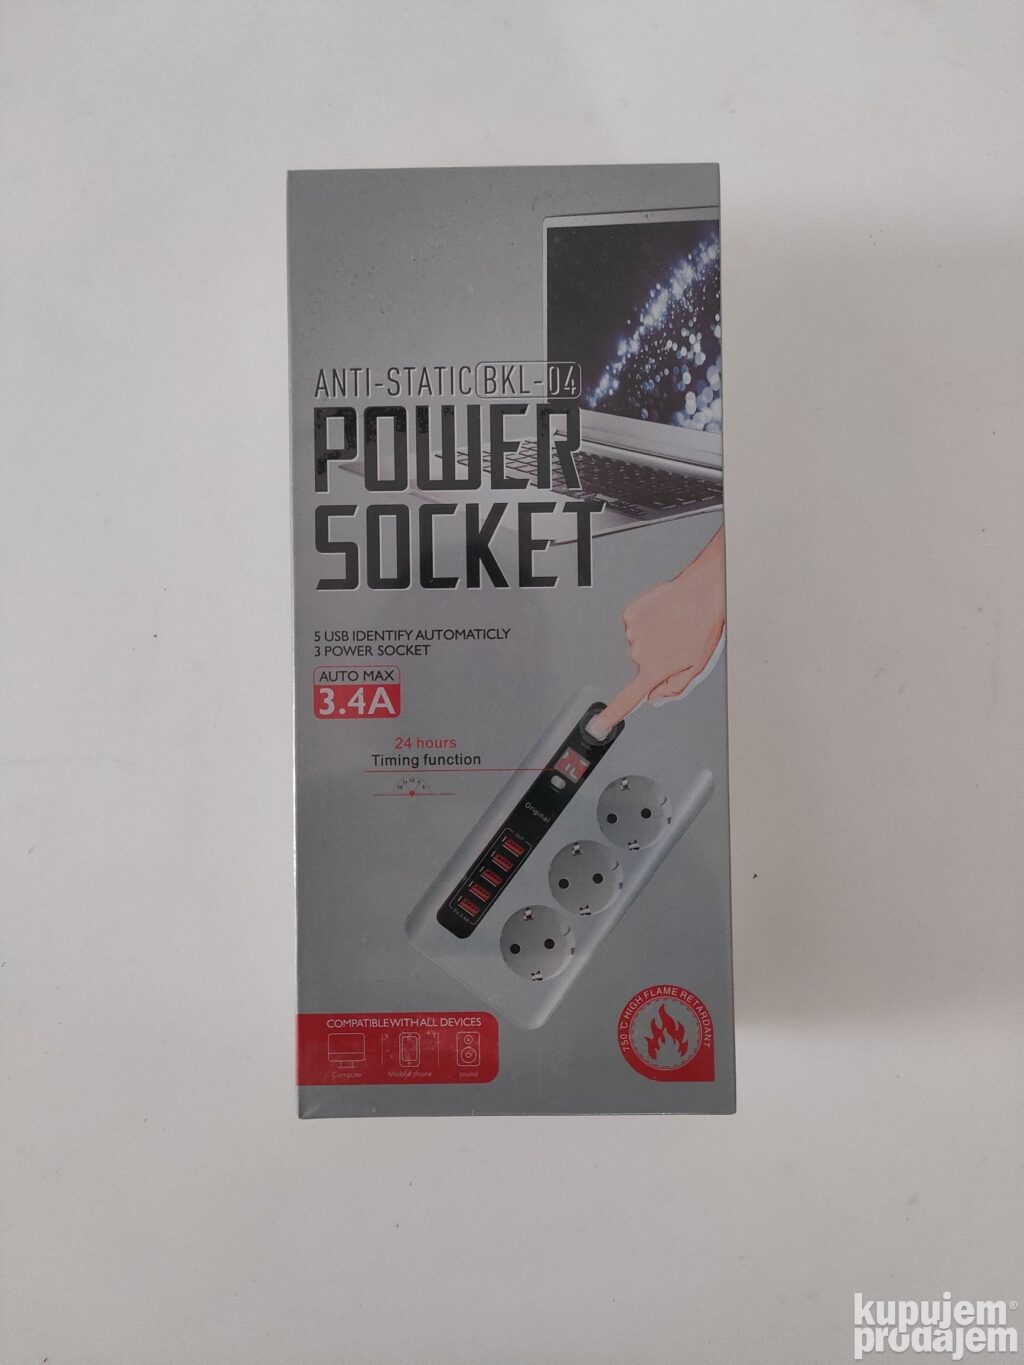 ANTI-STATIC BKL-04
POWER
SOCKET
5 USB IDENTIFY AUTOMATICLY
3 POWER SOCKET
AUTO MAX
3.4A
24 hours
Timing function
Original
OUT
COMPATIBLE WITH ALL DEVICES
Computer
Mobile phone
sound
750°C HIGH FLAME RETARDANT
kupujem®
prodajem